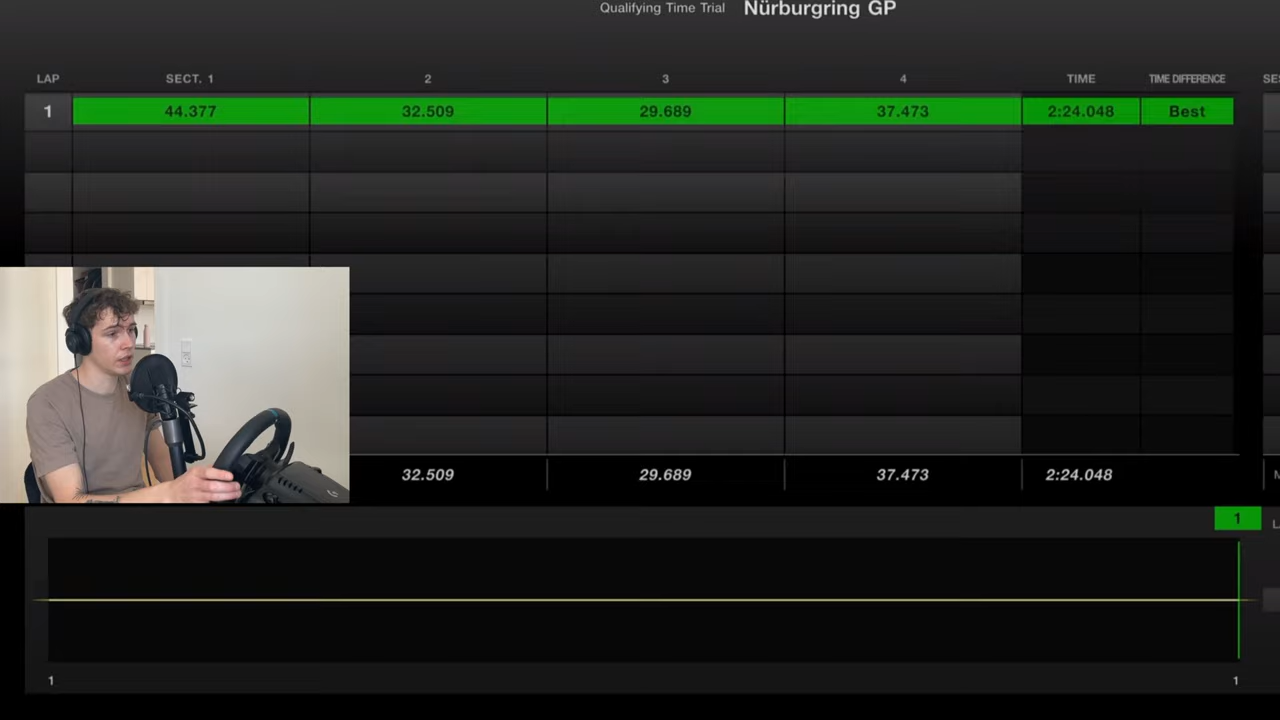 Qualifying Time Trial Nürburgring GP
LAP SECT. 1 2 3 4 TIME TIME DIFFERENCE
1 44.377 32.509 29.689 37.473 2:24.048 Best
32.509 29.689 37.473 2:24.048
1
1 1